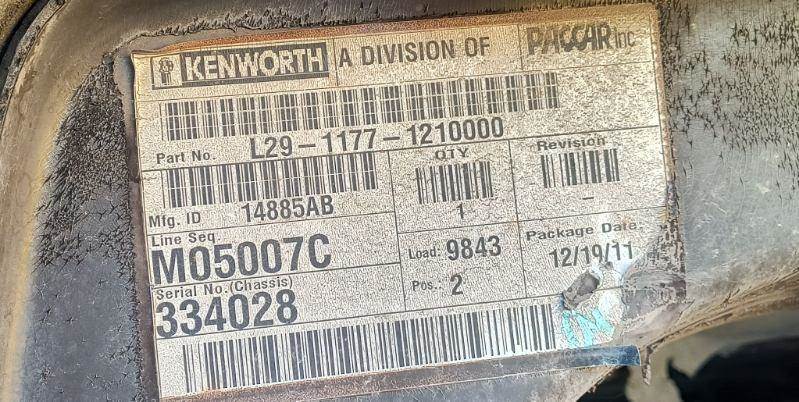 KENWORTH A DIVISION OF PACCAR Inc
Part No. L29-1177-1210000
Mfg. ID 14885AB
QTY
1
Revision
-
Line Seq
M05007C
Load: 9843
Package Date:
12/19/11
Serial No. (Chassis)
334028
Pos.: 2